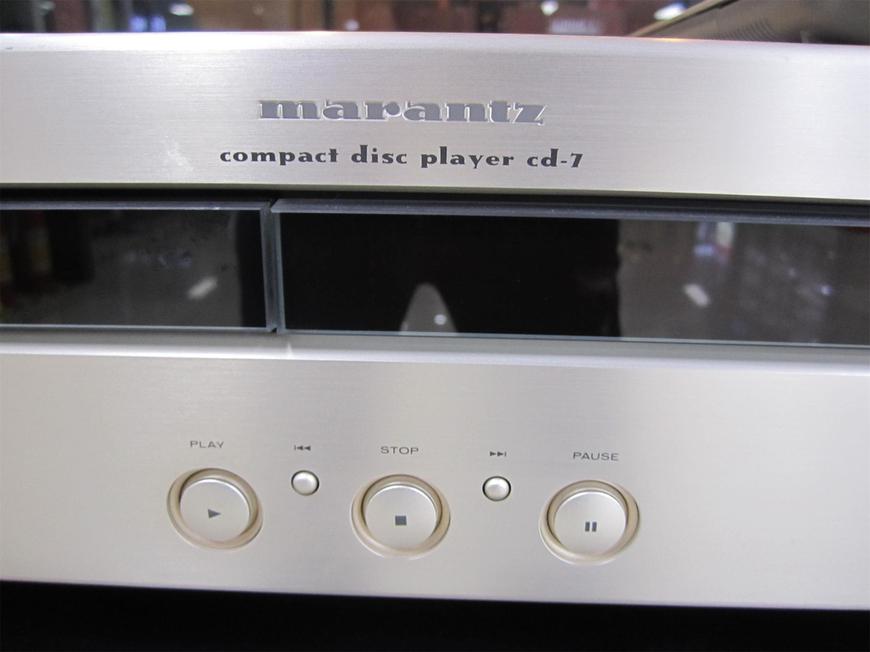 marantz
compact disc player cd-7
PLAY
STOP
PAUSE